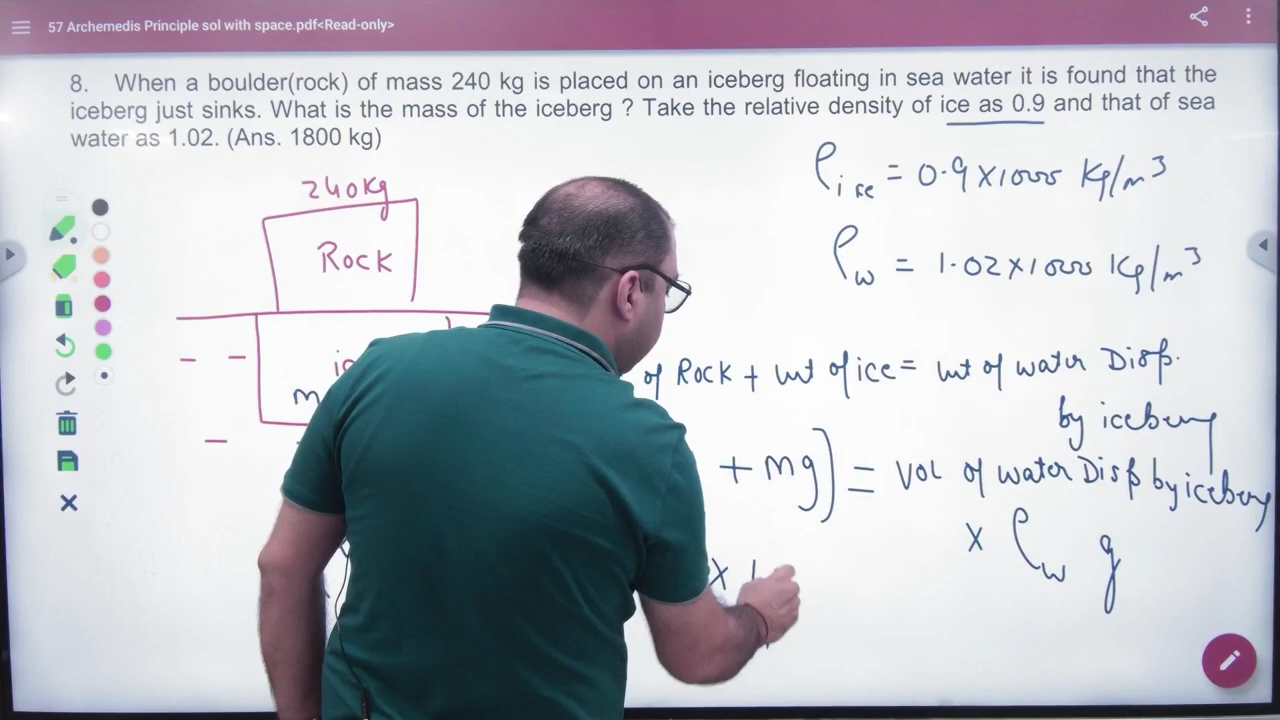 57 Archemedis Principle sol with space.pdf<Read-only>
8. When a boulder(rock) of mass 240 kg is placed on an iceberg floating in sea water it is found that the
iceberg just sinks. What is the mass of the iceberg ? Take the relative density of ice as 0.9 and that of sea
water as 1.02. (Ans. 1800 kg)
240kg
Rock
m
ρice = 0.9 X1000 Kg/m³
ρw = 1.02X1000 Kg/m³
of Rock + wt of ice = wt of water Disp.
by iceberg
+ mg) = Vol of water Disp by iceberg
x ρw g
x